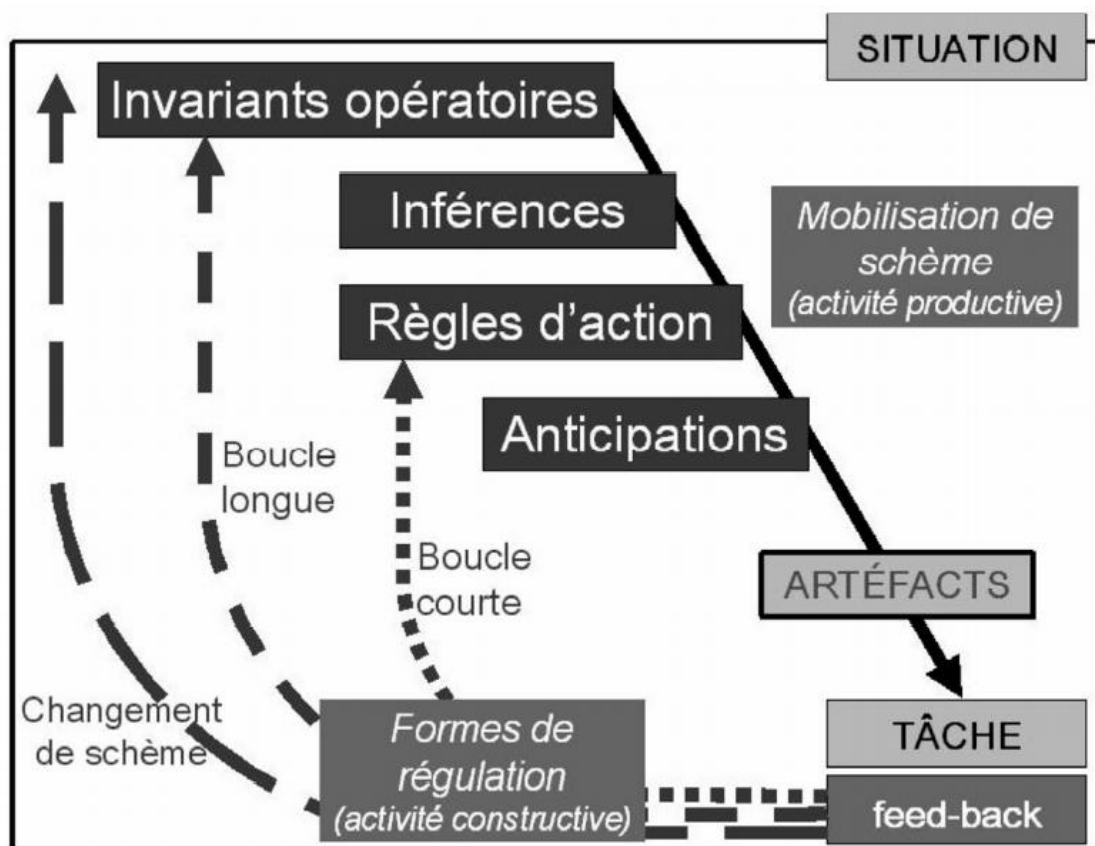 SITUATION
Invariants opératoires
Inférences
Mobilisation de
schème
(activité productive)
Règles d'action
Anticipations
Boucle
longue
Boucle
courte
ARTÉFACTS
Changement
de schème
Formes de
régulation
(activité constructive)
TÂCHE
feed-back